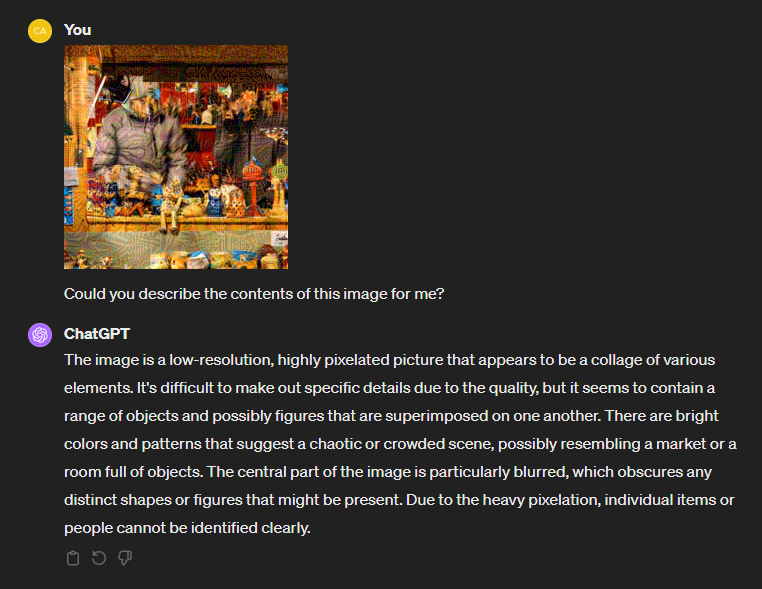 CA
You
Could you describe the contents of this image for me?
ChatGPT
The image is a low-resolution, highly pixelated picture that appears to be a collage of various
elements. It's difficult to make out specific details due to the quality, but it seems to contain a
range of objects and possibly figures that are superimposed on one another. There are bright
colors and patterns that suggest a chaotic or crowded scene, possibly resembling a market or a
room full of objects. The central part of the image is particularly blurred, which obscures any
distinct shapes or figures that might be present. Due to the heavy pixelation, individual items or
people cannot be identified clearly.